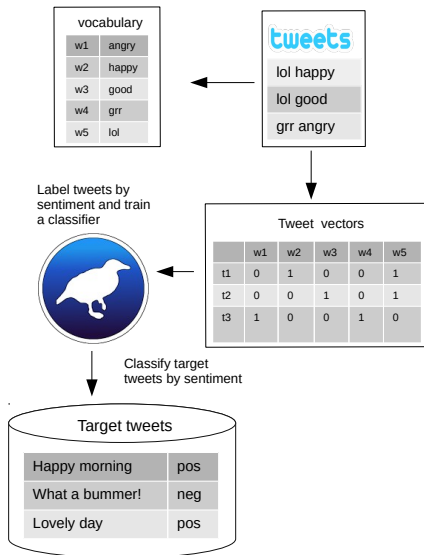 vocabulary
w1 angry
w2 happy
w3 good
w4 grr
w5 lol
tweets
lol happy
lol good
grr angry
Label tweets by
sentiment and train
a classifier
Tweet vectors
w1 w2 w3 w4 w5
t1 0 1 0 0 1
t2 0 0 1 0 1
t3 1 0 0 1 0
Classify target
tweets by sentiment
Target tweets
Happy morning pos
What a bummer! neg
Lovely day pos